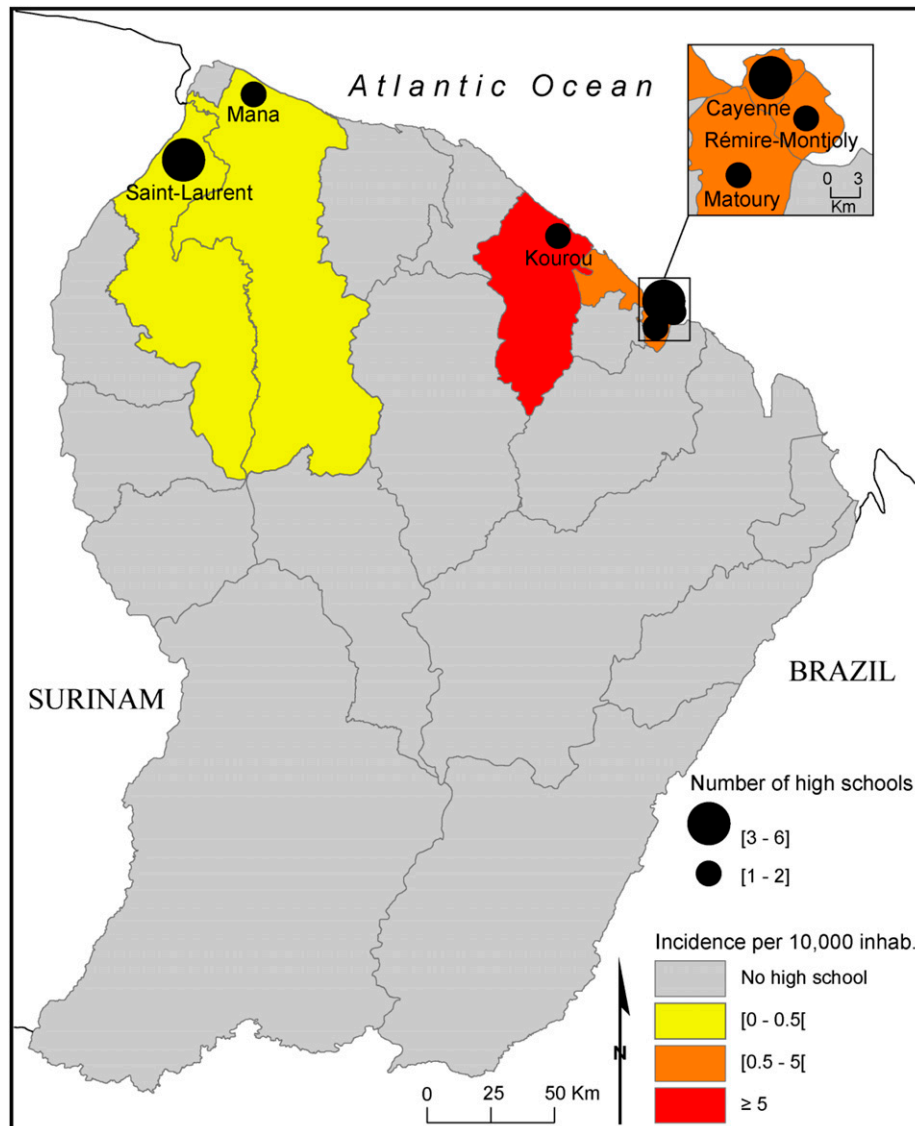 Atlantic Ocean
Mana
Saint-Laurent
Kourou
Cayenne
Rémire-Montjoly
Matoury
0 3
Km
SURINAM
BRAZIL
Number of high schools
[3 - 6]
[1 - 2]
Incidence per 10,000 inhab.
No high school
[0 - 0.5[
[0.5 - 5[
≥ 5
N
0 25 50 Km